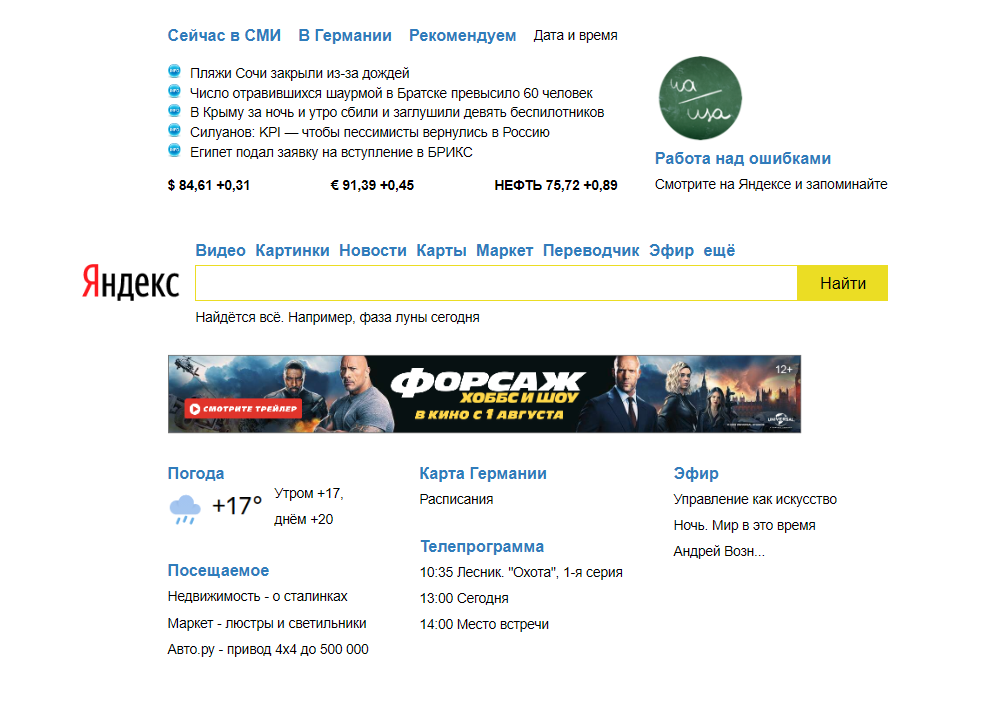 Сейчас в СМИ В Германии Рекомендуем Дата и время
Пляжи Сочи закрыли из-за дождей
Число отравившихся шаурмой в Братске превысило 60 человек
В Крыму за ночь и утро сбили и заглушили девять беспилотников
Силуанов: KPI — чтобы пессимисты вернулись в Россию
Египет подал заявку на вступление в БРИКС
$ 84,61 +0,31 € 91,39 +0,45 НЕФТЬ 75,72 +0,89
ца
ща
Работа над ошибками
Смотрите на Яндексе и запоминайте
Видео Картинки Новости Карты Маркет Переводчик Эфир ещё
Яндекс
Найти
Найдётся всё. Например, фаза луны сегодня
ФОРСАЖ
ХОББС И ШОУ
В КИНО С 1 АВГУСТА
СМОТРИТЕ ТРЕЙЛЕР
12+
UNIVERSAL
Погода
+17°
Утром +17,
днём +20
Посещаемое
Недвижимость - о сталинках
Маркет - люстры и светильники
Авто.ру - привод 4x4 до 500 000
Карта Германии
Расписания
Телепрограмма
10:35 Лесник. "Охота", 1-я серия
13:00 Сегодня
14:00 Место встречи
Эфир
Управление как искусство
Ночь. Мир в это время
Андрей Возн...